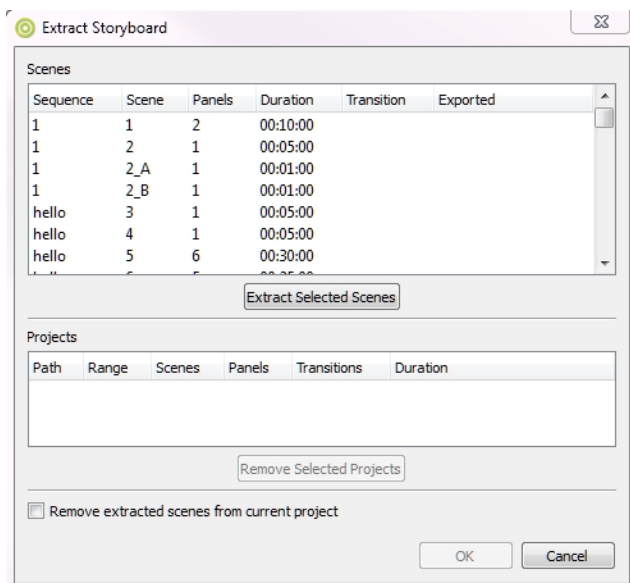 Extract Storyboard
Scenes
Sequence Scene Panels Duration Transition Exported
1 1 2 00:10:00
1 2 1 00:05:00
1 2_A 1 00:01:00
1 2_B 1 00:01:00
hello 3 1 00:05:00
hello 4 1 00:05:00
hello 5 6 00:30:00
Extract Selected Scenes
Projects
Path Range Scenes Panels Transitions Duration
Remove Selected Projects
Remove extracted scenes from current project
OK Cancel